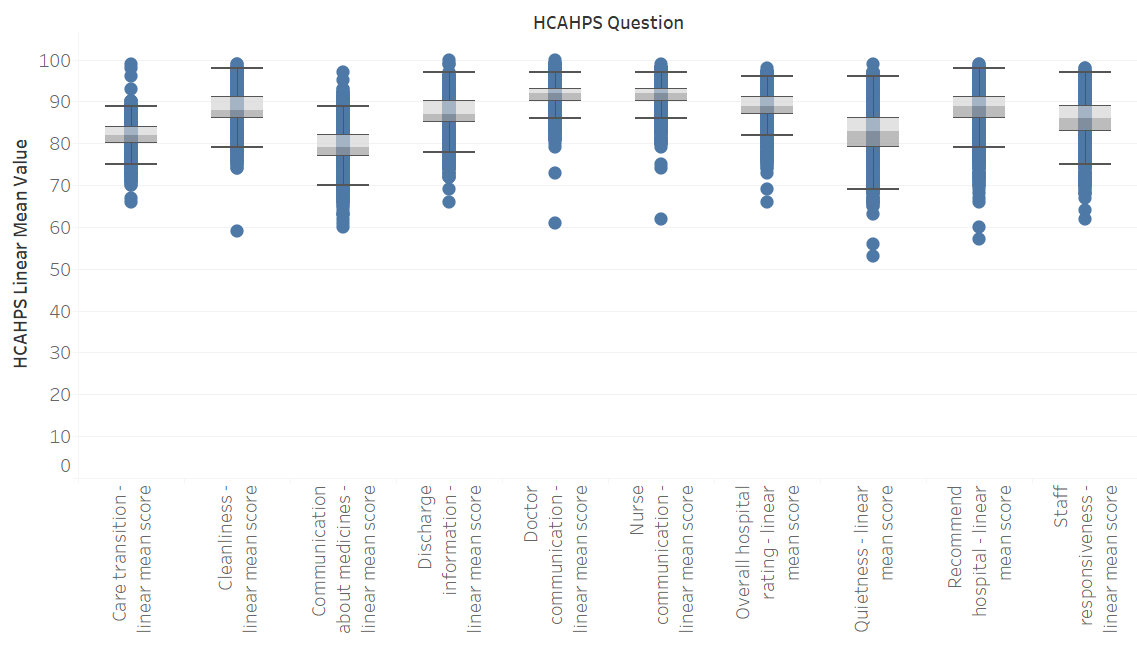 HCAHPS Question
HCAHPS Linear Mean Value
100
90
80
70
60
50
40
30
20
10
0
Care transition -
linear mean score
Cleanliness -
linear mean score
Communication
about medicines -
linear mean score
Discharge
information -
linear mean score
Doctor
communication -
linear mean score
Nurse
communication -
linear mean score
Overall hospital
rating - linear
mean score
Quietness - linear
mean score
Recommend
hospital - linear
mean score
Staff
responsiveness -
linear mean score